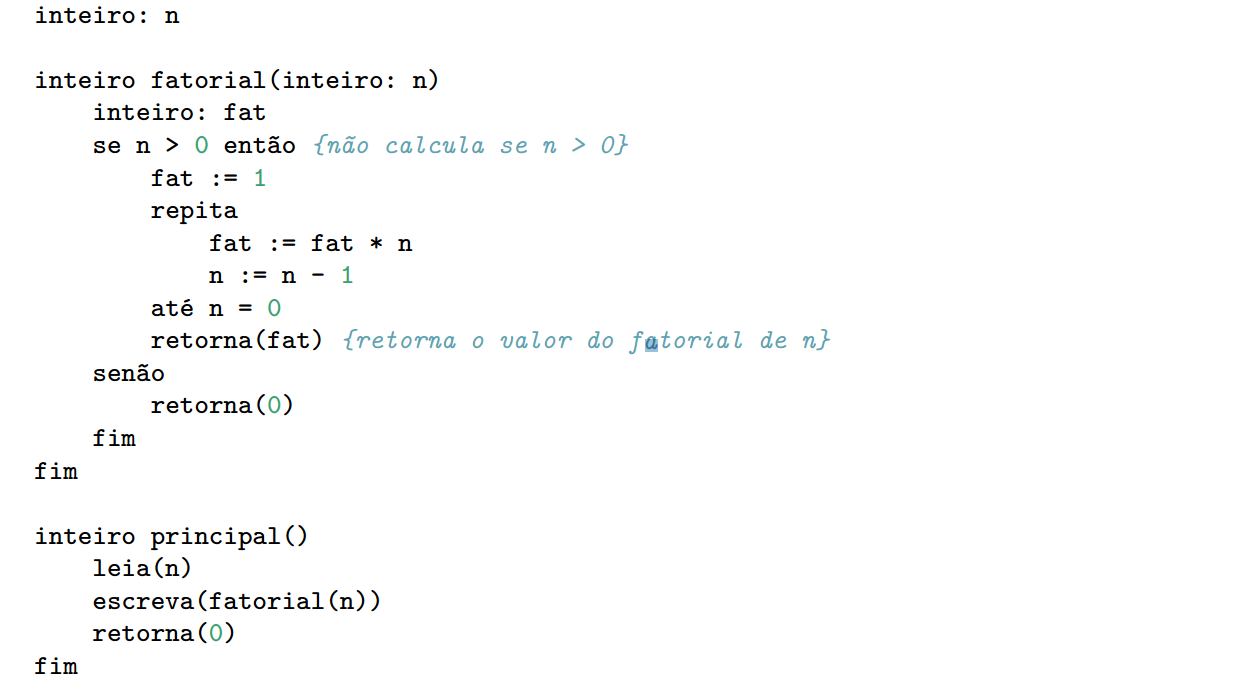 inteiro: n

inteiro fatorial(inteiro: n)
    inteiro: fat
    se n > 0 então {não calcula se n > 0}
        fat := 1
        repita
            fat := fat * n
            n := n - 1
        até n = 0
        retorna(fat) {retorna o valor do fatorial de n}
    senão
        retorna(0)
    fim
fim

inteiro principal()
    leia(n)
    escreva(fatorial(n))
    retorna(0)
fim